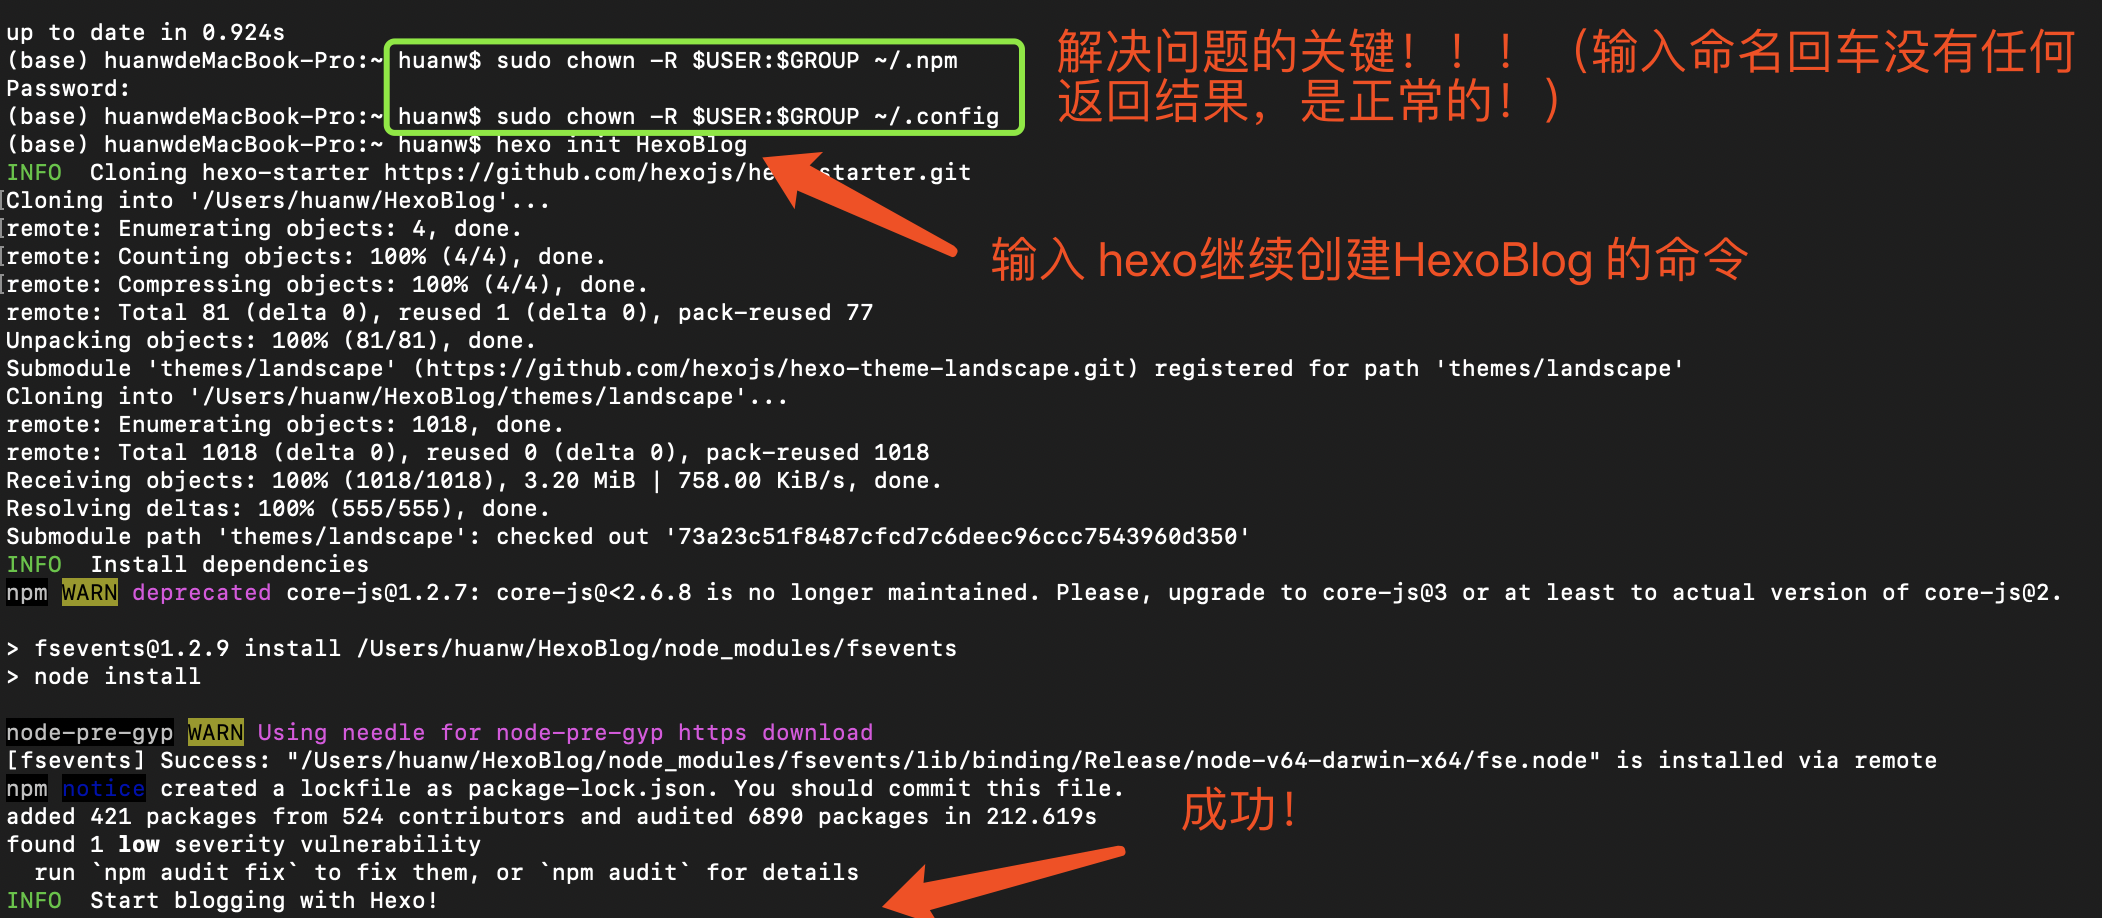 up to date in 0.924s
(base) huanwdeMacBook-Pro:~ huanw$ sudo chown -R $USER:$GROUP ~/.npm
Password:
(base) huanwdeMacBook-Pro:~ huanw$ sudo chown -R $USER:$GROUP ~/.config
解决问题的关键！！！（输入命名回车没有任何
返回结果，是正常的！）
(base) huanwdeMacBook-Pro:~ huanw$ hexo init HexoBlog
INFO  Cloning hexo-starter https://github.com/hexojs/he starter.git
Cloning into '/Users/huanw/HexoBlog'...
remote: Enumerating objects: 4, done.
remote: Counting objects: 100% (4/4), done.
输入 hexo继续创建HexoBlog 的命令
remote: Compressing objects: 100% (4/4), done.
remote: Total 81 (delta 0), reused 1 (delta 0), pack-reused 77
Unpacking objects: 100% (81/81), done.
Submodule 'themes/landscape' (https://github.com/hexojs/hexo-theme-landscape.git) registered for path 'themes/landscape'
Cloning into '/Users/huanw/HexoBlog/themes/landscape'...
remote: Enumerating objects: 1018, done.
remote: Total 1018 (delta 0), reused 0 (delta 0), pack-reused 1018
Receiving objects: 100% (1018/1018), 3.20 MiB | 758.00 KiB/s, done.
Resolving deltas: 100% (555/555), done.
Submodule path 'themes/landscape': checked out '73a23c51f8487cfcd7c6deec96ccc7543960d350'
INFO  Install dependencies
npm WARN deprecated core-js@1.2.7: core-js@<2.6.8 is no longer maintained. Please, upgrade to core-js@3 or at least to actual version of core-js@2.
> fsevents@1.2.9 install /Users/huanw/HexoBlog/node_modules/fsevents
> node install
node-pre-gyp WARN Using needle for node-pre-gyp https download
[fsevents] Success: "/Users/huanw/HexoBlog/node_modules/fsevents/lib/binding/Release/node-v64-darwin-x64/fse.node" is installed via remote
npm notice created a lockfile as package-lock.json. You should commit this file.
成功！
added 421 packages from 524 contributors and audited 6890 packages in 212.619s
found 1 low severity vulnerability
  run `npm audit fix` to fix them, or `npm audit` for details
INFO  Start blogging with Hexo!